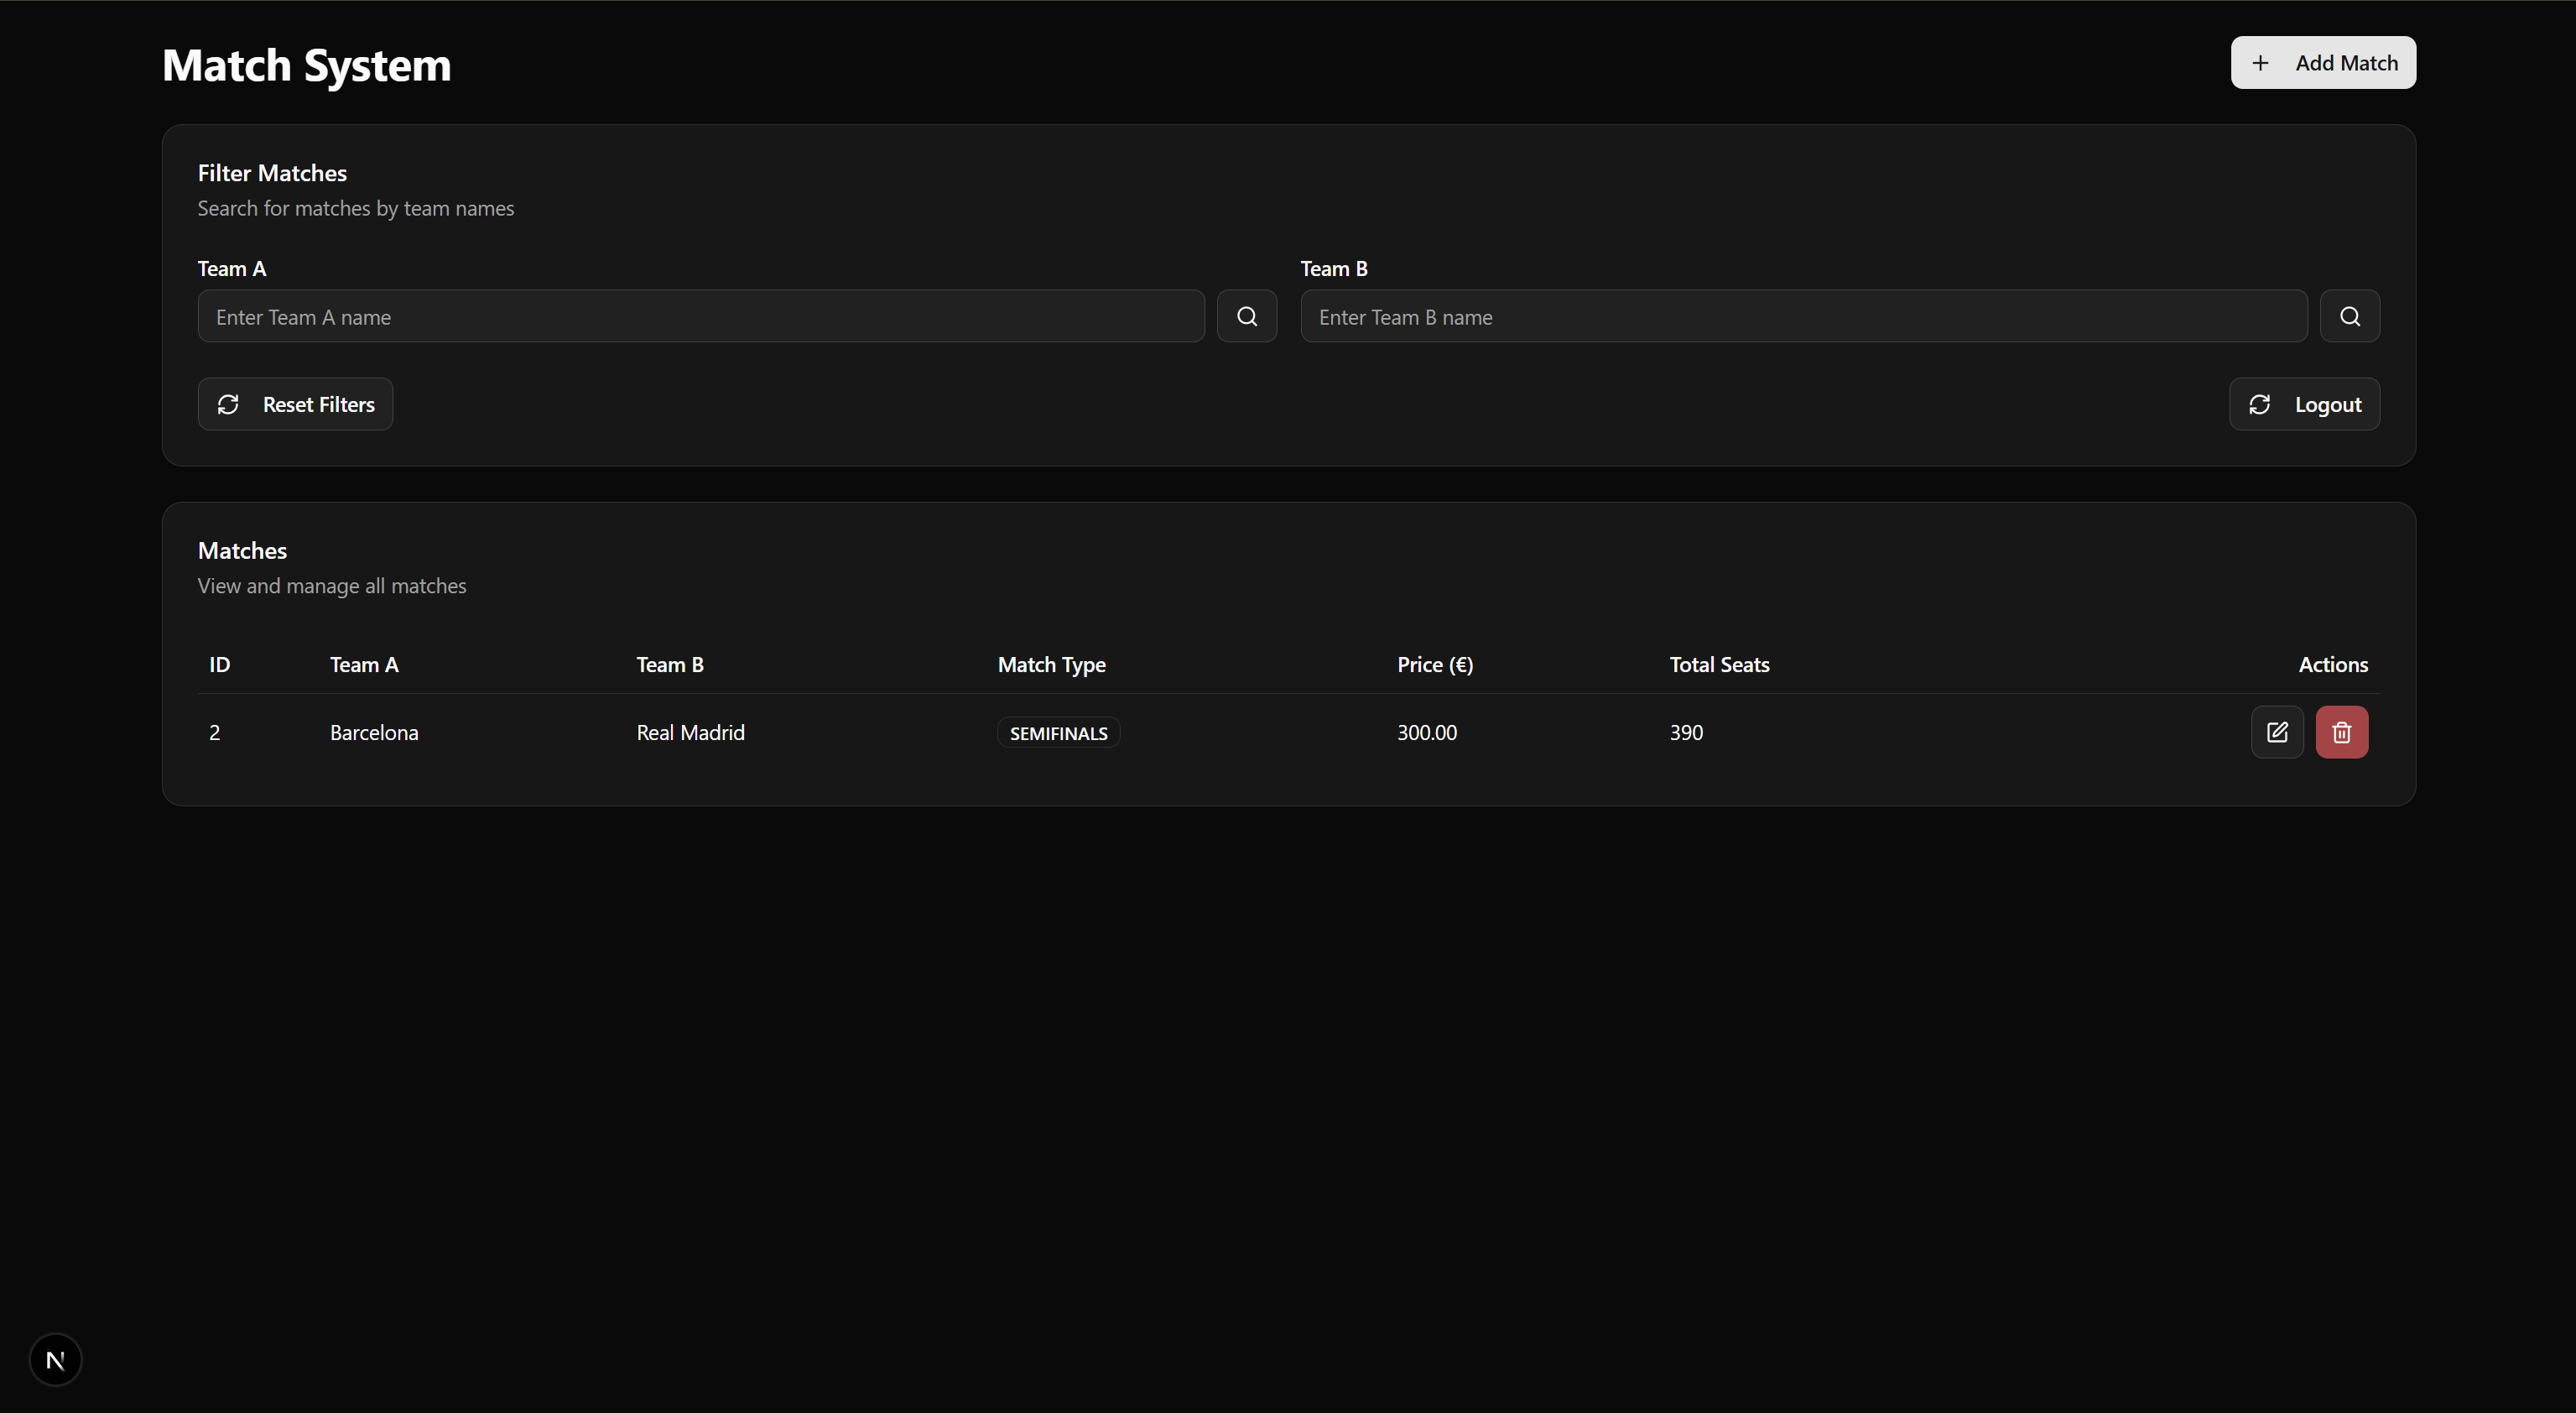 Match System
Add Match
Filter Matches
Search for matches by team names
Team A
Team B
Enter Team A name
Enter Team B name
Reset Filters
Logout
Matches
View and manage all matches
ID Team A Team B Match Type Price (€) Total Seats Actions
2 Barcelona Real Madrid SEMIFINALS 300.00 390
N